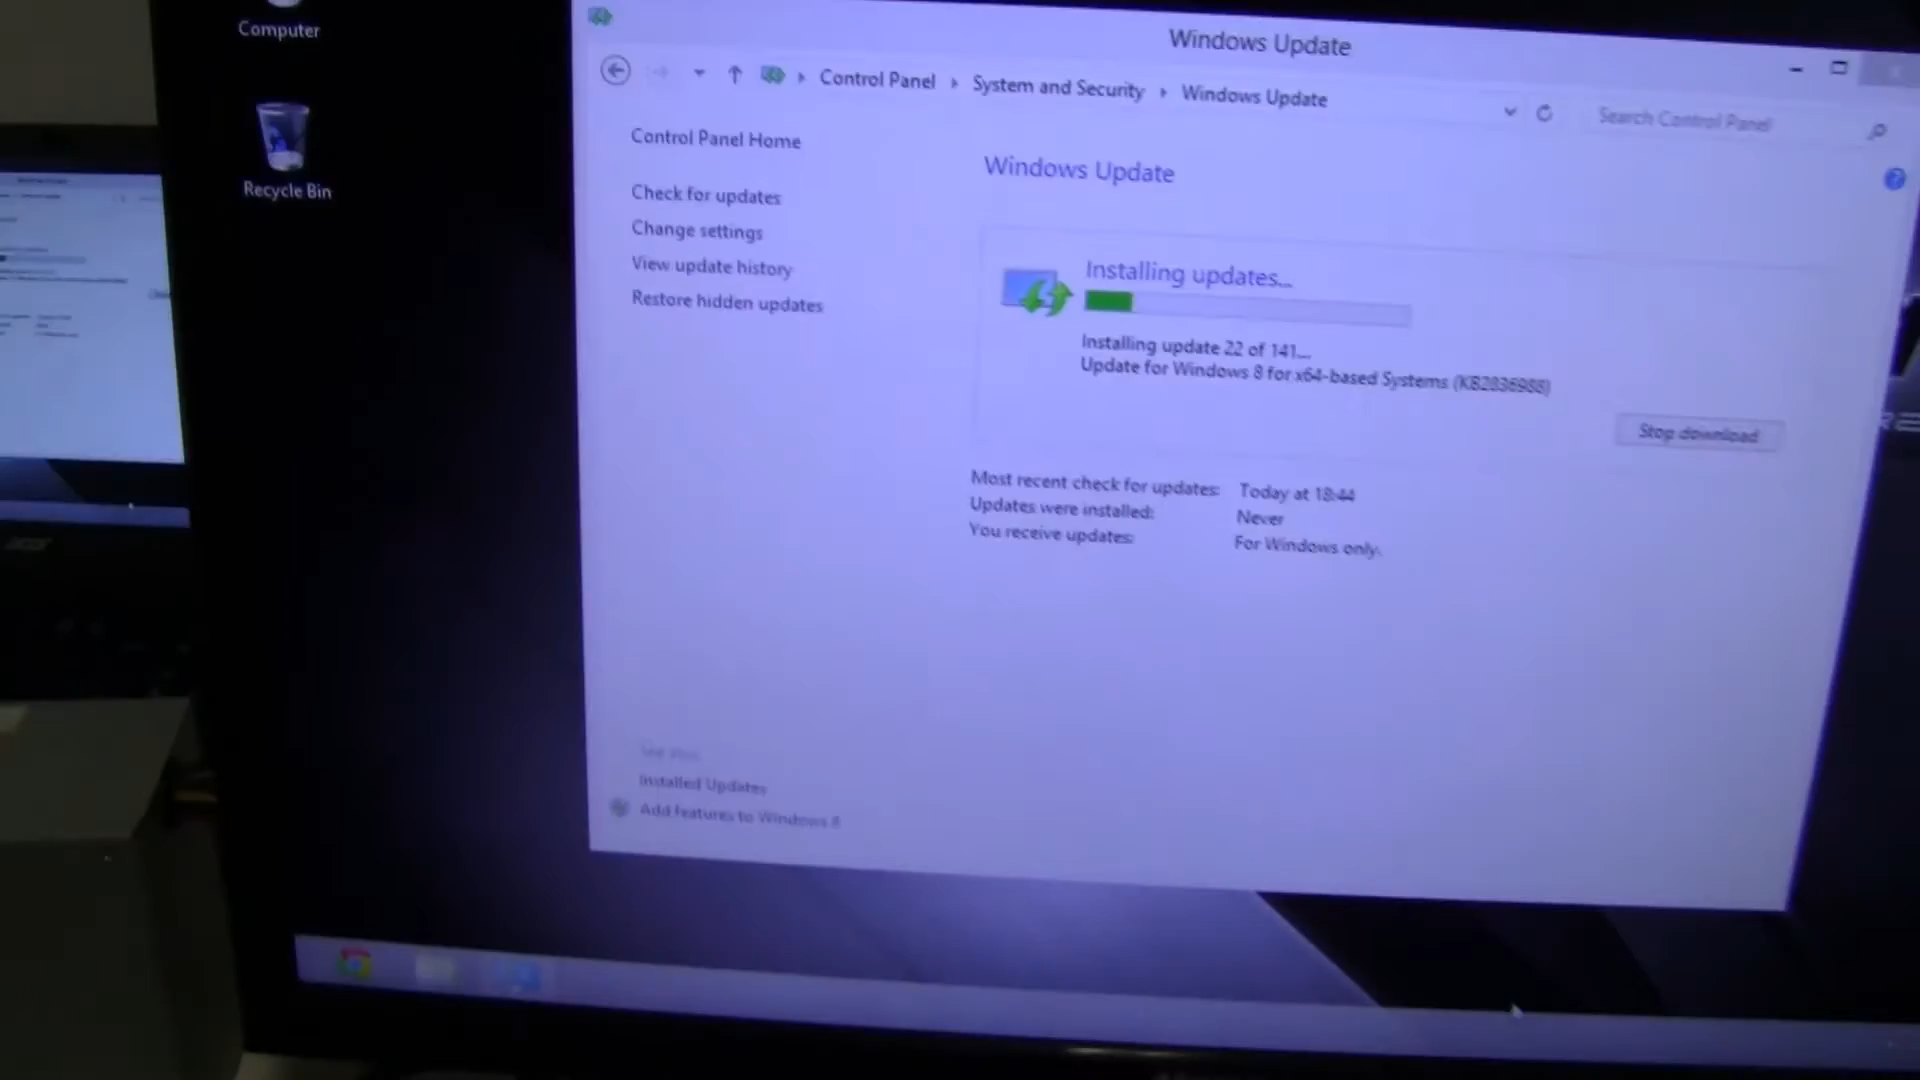 Computer
Recycle Bin
Windows Update
Control Panel
System and Security
Windows Update
Search Control Panel
Control Panel Home
Check for updates
Change settings
View update history
Restore hidden updates
Windows Update
Installing updates...
Installing update 22 of 141...
Update for Windows 8 for x64-based Systems (KB2836988)
Stop download
Most recent check for updates: Today at 18:44
Updates were installed: Never
You receive updates: For Windows only.
See also
Installed Updates
Add features to Windows 8
acer